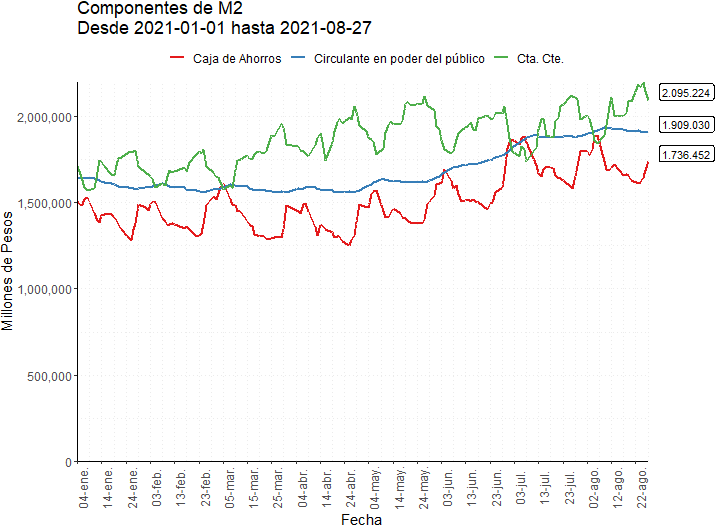 Componentes de M2
Desde 2021-01-01 hasta 2021-08-27
Caja de Ahorros Circulante en poder del público Cta. Cte.
2.095.224
1.909.030
1.736.452
2,000,000
1,500,000
1,000,000
500,000
0
Millones de Pesos
04-ene. 14-ene. 24-ene. 03-feb. 13-feb. 23-feb. 05-mar. 15-mar. 25-mar. 04-abr. 14-abr. 24-abr. 04-may. 14-may. 24-may. 03-jun. 13-jun. 23-jun. 03-jul. 13-jul. 23-jul. 02-ago. 12-ago. 22-ago.
Fecha